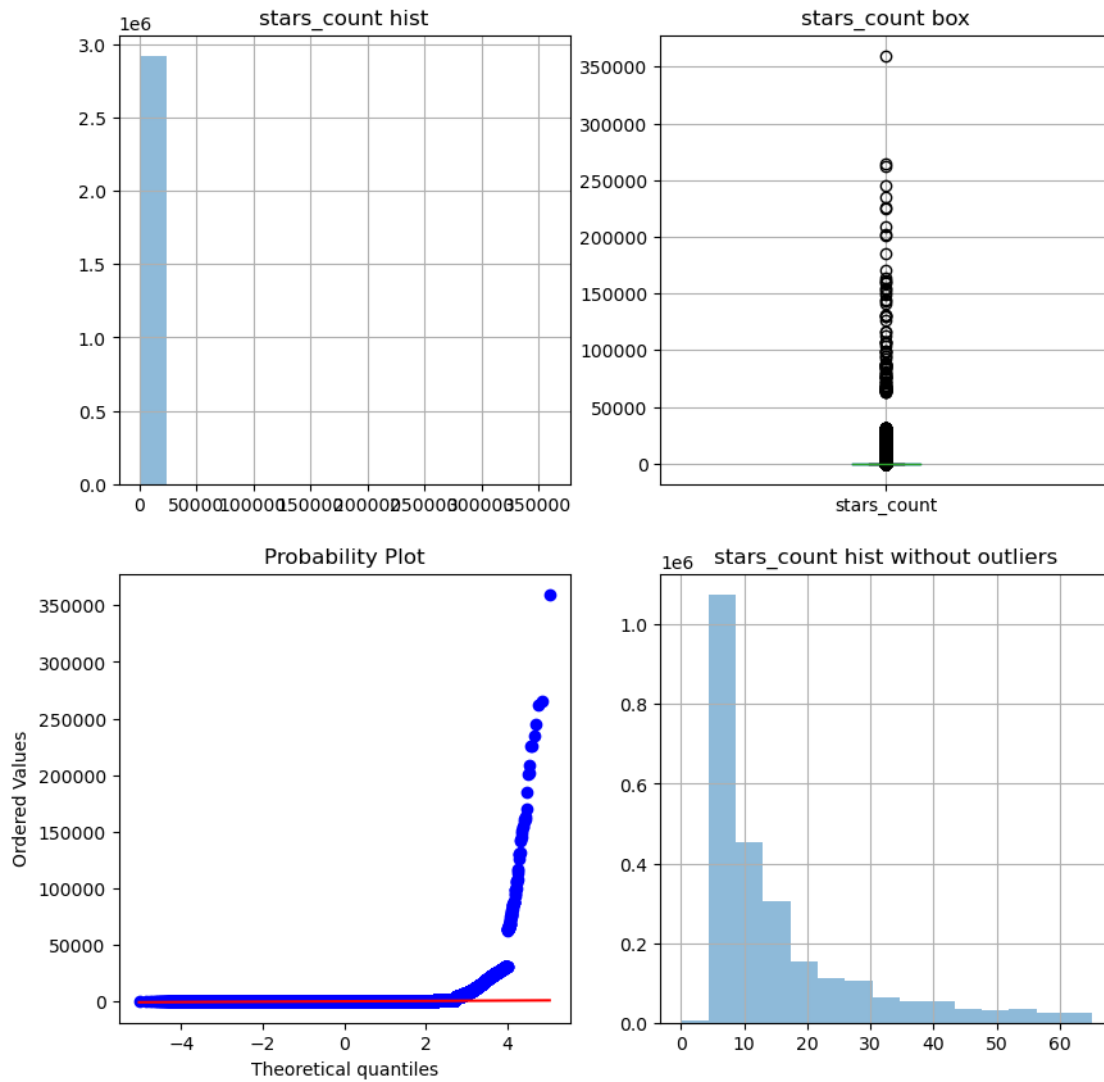 stars_count hist
1e6
3.0
2.5
2.0
1.5
1.0
0.5
0.0
0 50000 100000 150000 200000 250000 300000 350000
stars_count box
350000
300000
250000
200000
150000
100000
50000
0
stars_count
Probability Plot
Ordered Values
350000
300000
250000
200000
150000
100000
50000
0
−4 −2 0 2 4
Theoretical quantiles
stars_count hist without outliers
1e6
1.0
0.8
0.6
0.4
0.2
0.0
0 10 20 30 40 50 60